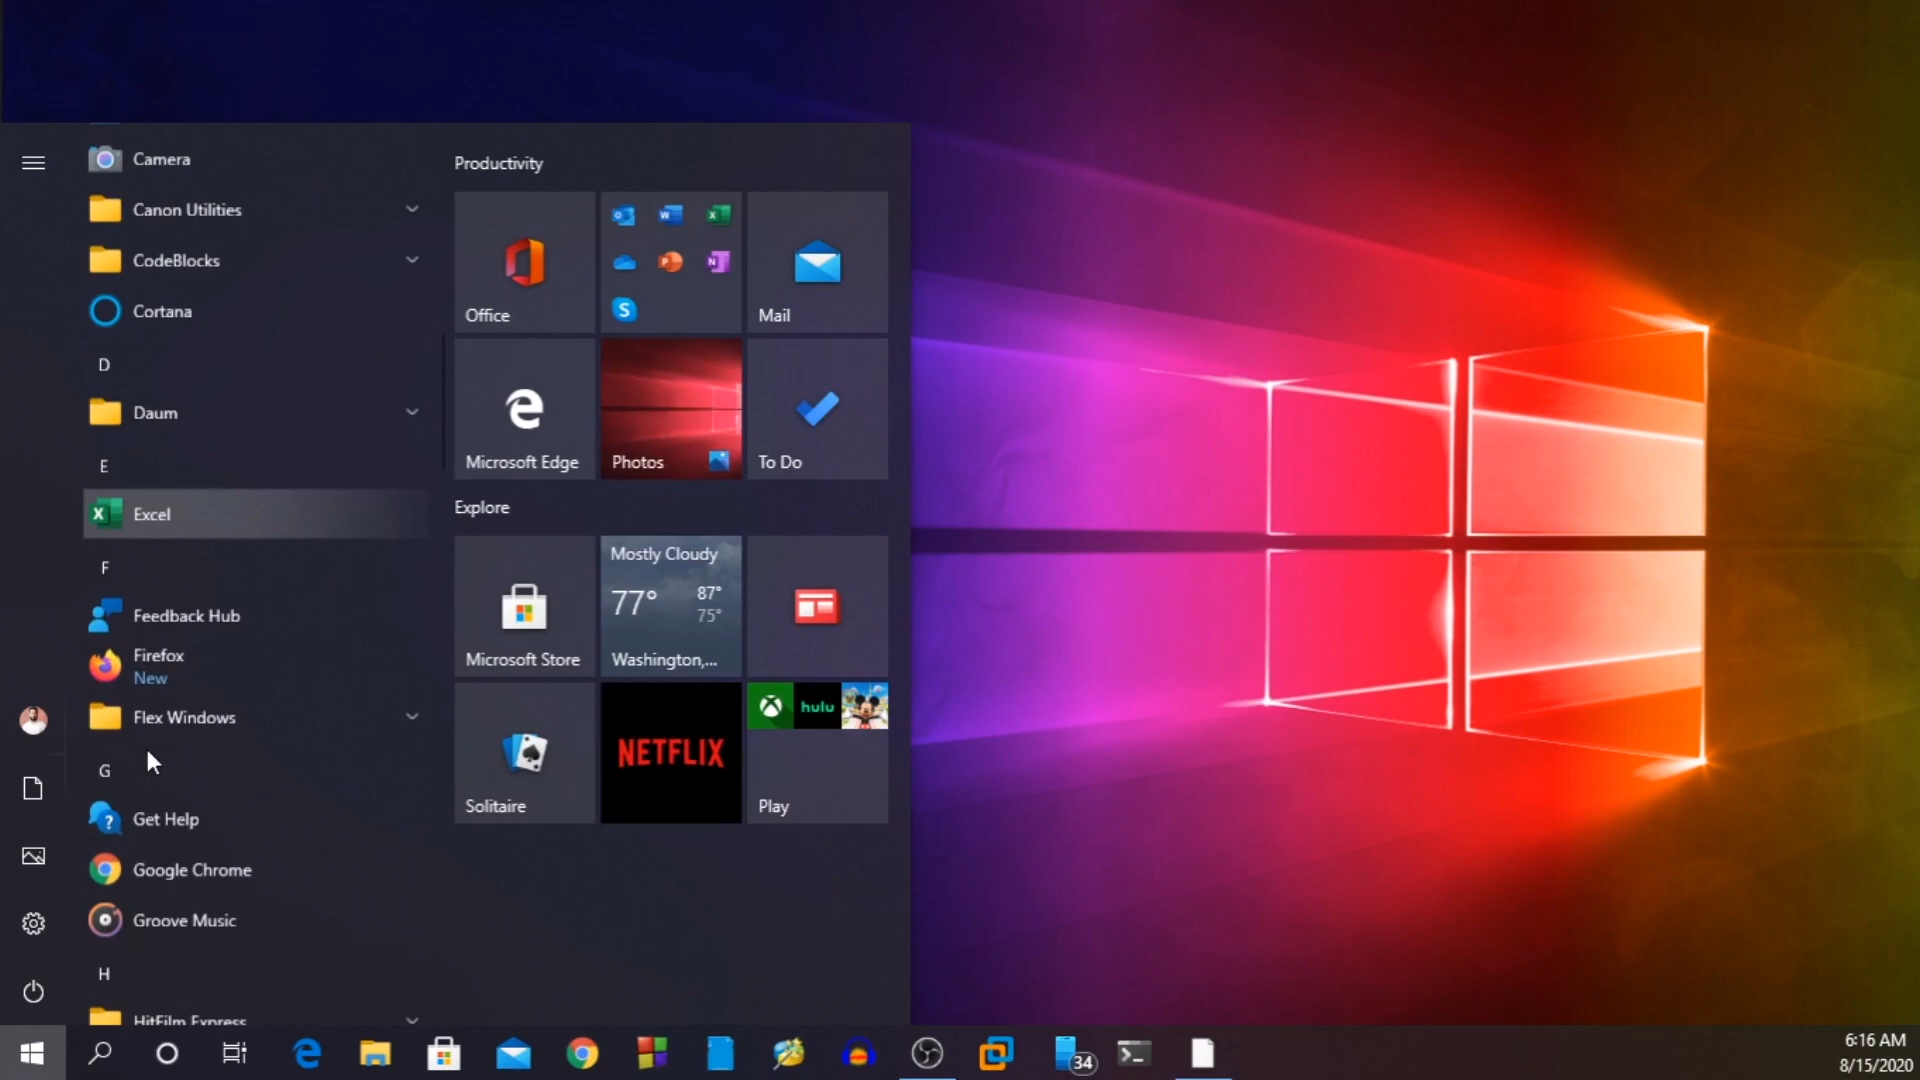 Camera
Canon Utilities
CodeBlocks
Cortana
D
Daum
E
Excel
F
Feedback Hub
Firefox
New
Flex Windows
G
Get Help
Google Chrome
Groove Music
H
HitFilm Express
Productivity
Office
Mail
Microsoft Edge
Photos
To Do
Explore
Microsoft Store
Mostly Cloudy
77° 87°
75°
Washington,...
Solitaire
NETFLIX
hulu
Play
34
6:16 AM
8/15/2020